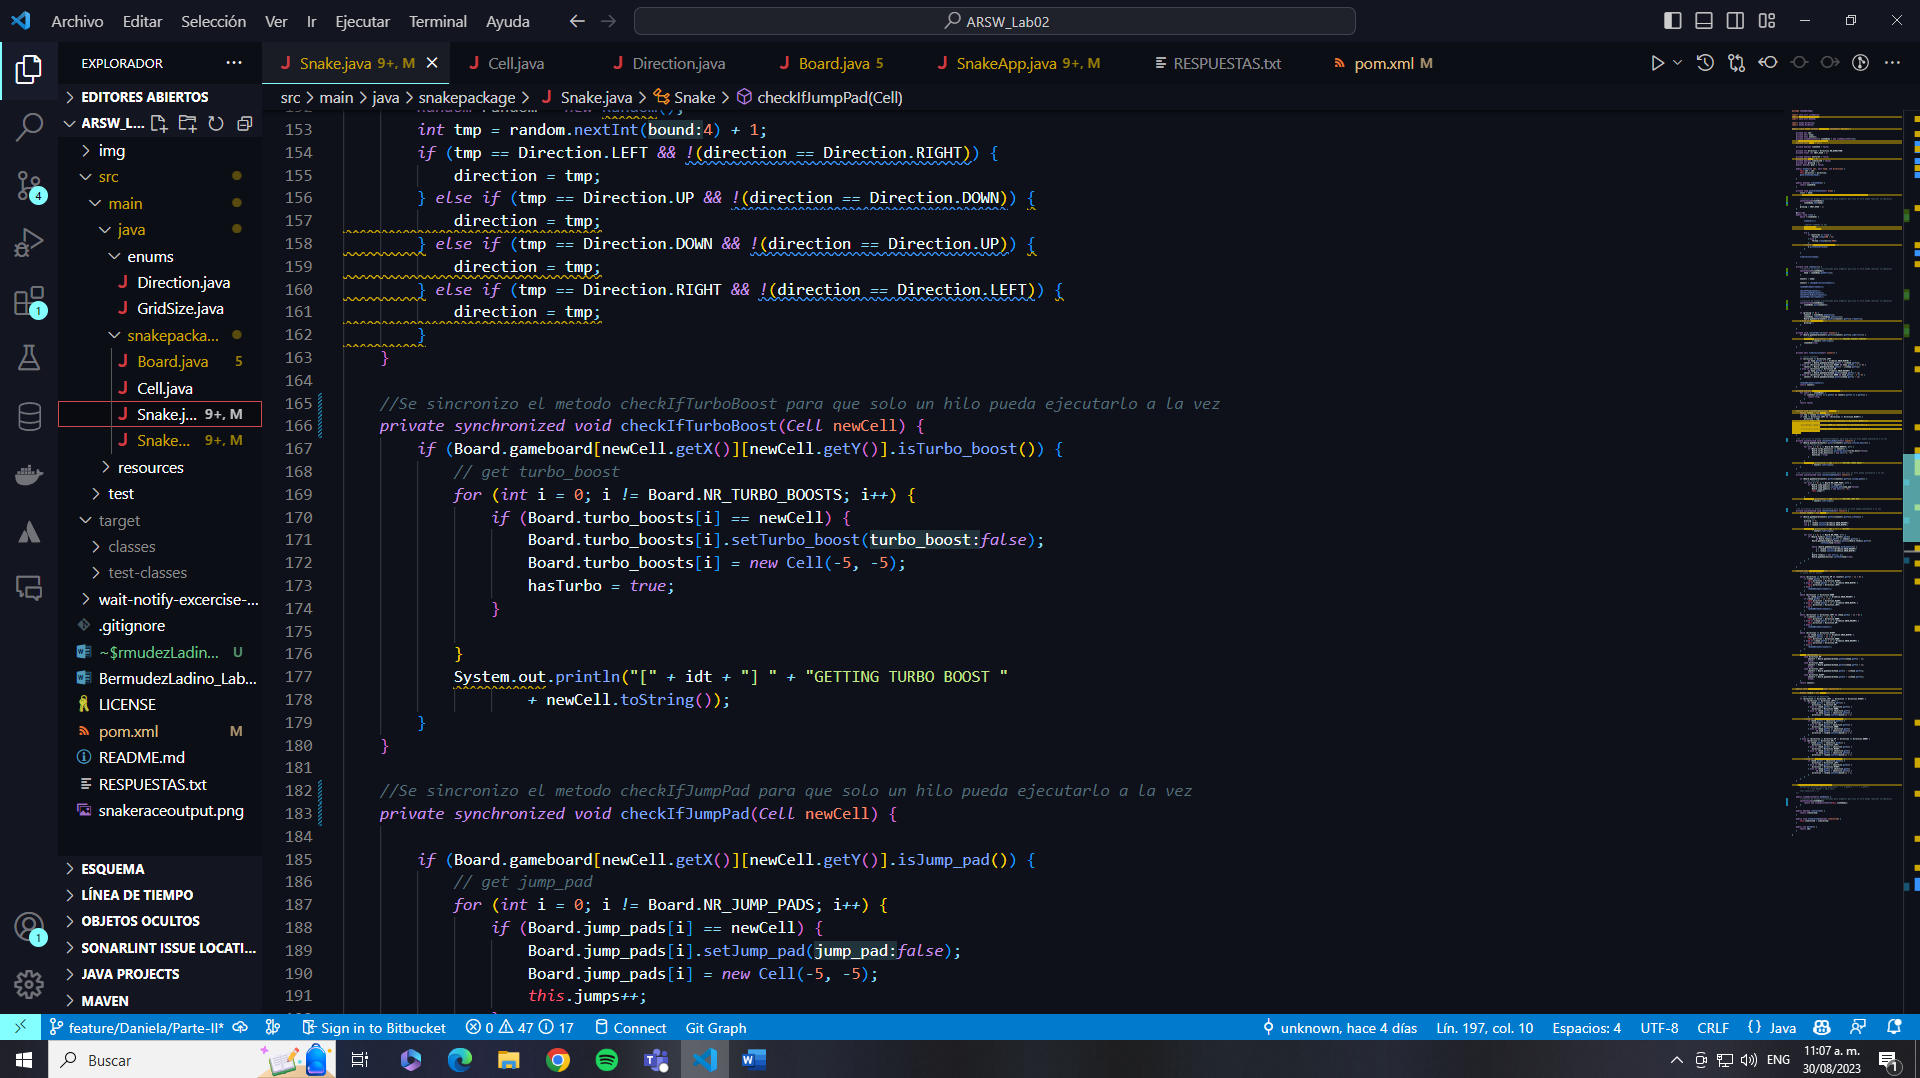 Archivo Editar Selección Ver Ir Ejecutar Terminal Ayuda
ARSW_Lab02
EXPLORADOR
Snake.java 9+, M
Cell.java
Direction.java
Board.java 5
SnakeApp.java 9+, M
RESPUESTAS.txt
pom.xml M
EDITORES ABIERTOS
src > main > java > snakepackage > Snake.java > Snake > checkIfJumpPad(Cell)
ARSW_L...
img
src
main
java
enums
Direction.java
GridSize.java
snakepacka...
Board.java 5
Cell.java
Snake.j... 9+, M
Snake... 9+, M
resources
test
target
classes
test-classes
wait-notify-excercise-...
.gitignore
~$rmudezLadin... U
BermudezLadino_Lab...
LICENSE
pom.xml M
README.md
RESPUESTAS.txt
snakeraceoutput.png
ESQUEMA
LÍNEA DE TIEMPO
OBJETOS OCULTOS
SONARLINT ISSUE LOCATI...
JAVA PROJECTS
MAVEN
4
1
1
153 int tmp = random.nextInt(bound:4) + 1;
154 if (tmp == Direction.LEFT && !(direction == Direction.RIGHT)) {
155 direction = tmp;
156 } else if (tmp == Direction.UP && !(direction == Direction.DOWN)) {
157 direction = tmp;
158 } else if (tmp == Direction.DOWN && !(direction == Direction.UP)) {
159 direction = tmp;
160 } else if (tmp == Direction.RIGHT && !(direction == Direction.LEFT)) {
161 direction = tmp;
162 }
163 }
164
165 //Se sincronizo el metodo checkIfTurboBoost para que solo un hilo pueda ejecutarlo a la vez
166 private synchronized void checkIfTurboBoost(Cell newCell) {
167 if (Board.gameboard[newCell.getX()][newCell.getY()].isTurbo_boost()) {
168 // get turbo_boost
169 for (int i = 0; i != Board.NR_TURBO_BOOSTS; i++) {
170 if (Board.turbo_boosts[i] == newCell) {
171 Board.turbo_boosts[i].setTurbo_boost(turbo_boost:false);
172 Board.turbo_boosts[i] = new Cell(-5, -5);
173 hasTurbo = true;
174 }
175
176 }
177 System.out.println("[" + idt + "] " + "GETTING TURBO BOOST "
178 + newCell.toString());
179 }
180 }
181
182 //Se sincronizo el metodo checkIfJumpPad para que solo un hilo pueda ejecutarlo a la vez
183 private synchronized void checkIfJumpPad(Cell newCell) {
184
185 if (Board.gameboard[newCell.getX()][newCell.getY()].isJump_pad()) {
186 // get jump_pad
187 for (int i = 0; i != Board.NR_JUMP_PADS; i++) {
188 if (Board.jump_pads[i] == newCell) {
189 Board.jump_pads[i].setJump_pad(jump_pad:false);
190 Board.jump_pads[i] = new Cell(-5, -5);
191 this.jumps++;
feature/Daniela/Parte-II* Sign in to Bitbucket 0 47 17 Connect Git Graph unknown, hace 4 días Lín. 197, col. 10 Espacios: 4 UTF-8 CRLF {} Java
Buscar
ENG
11:07 a. m.
30/08/2023
1